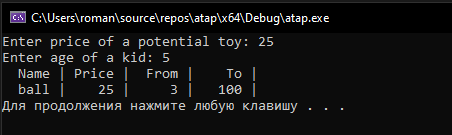 C:\Users\roman\source\repos\atap\x64\Debug\atap.exe
Enter price of a potential toy: 25
Enter age of a kid: 5
Name | Price | From | To |
ball | 25 | 3 | 100 |
Для продолжения нажмите любую клавишу . . .